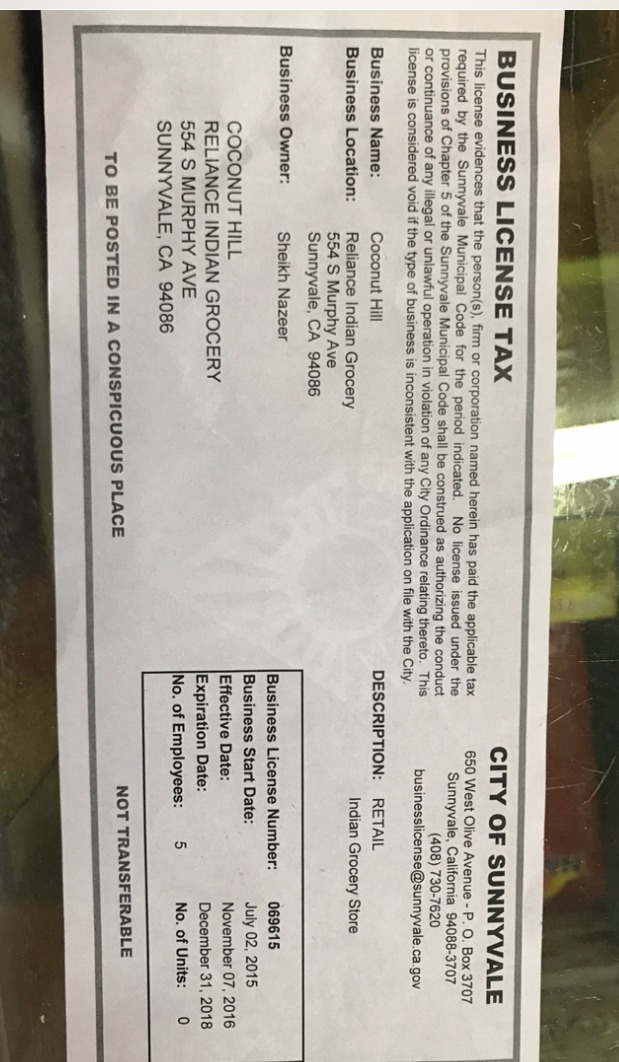 BUSINESS LICENSE TAX
This license evidences that the person(s), firm or corporation named herein has paid the applicable tax
required by the Sunnyvale Municipal Code for the period indicated. No license issued under the
provisions of Chapter 5 of the Sunnyvale Municipal Code shall be construed as authorizing the conduct
or continuance of any illegal or unlawful operation in violation of any City Ordinance relating thereto. This
license is considered void if the type of business is inconsistent with the application on file with the City.
CITY OF SUNNYVALE
650 West Olive Avenue - P. O. Box 3707
Sunnyvale, California 94088-3707
(408) 730-7620
businesslicense@sunnyvale.ca.gov
Business Name: Coconut Hill
Business Location: Reliance Indian Grocery
554 S Murphy Ave
Sunnyvale, CA 94086
Business Owner: Sheikh Nazeer
DESCRIPTION: RETAIL
Indian Grocery Store
COCONUT HILL
RELIANCE INDIAN GROCERY
554 S MURPHY AVE
SUNNYVALE, CA 94086
Business License Number: 069615
Business Start Date: July 02, 2015
Effective Date: November 07, 2016
Expiration Date: December 31, 2018
No. of Employees: 5 No. of Units: 0
TO BE POSTED IN A CONSPICUOUS PLACE
NOT TRANSFERABLE